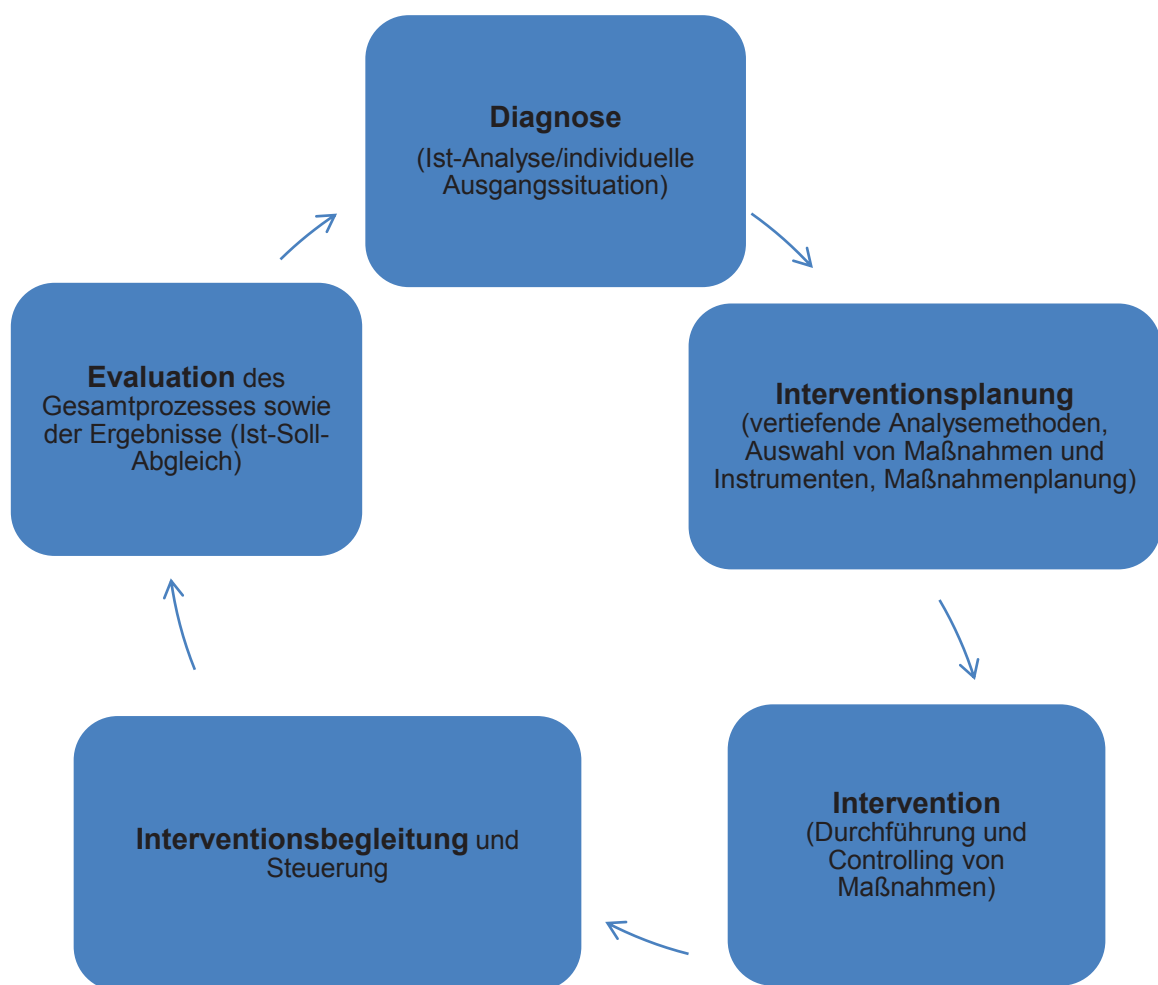 Diagnose
(Ist-Analyse/individuelle
Ausgangssituation)
Interventionsplanung
(vertiefende Analysemethoden,
Auswahl von Maßnahmen und
Instrumenten, Maßnahmenplanung)
Intervention
(Durchführung und
Controlling von
Maßnahmen)
Interventionsbegleitung und
Steuerung
Evaluation des
Gesamtprozesses sowie
der Ergebnisse (Ist-Soll-
Abgleich)